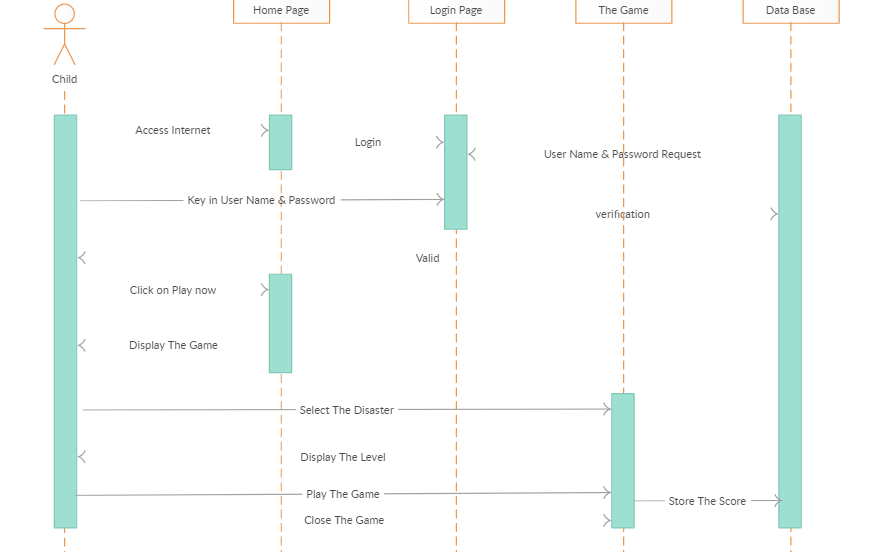 Home Page
Login Page
The Game
Data Base
Child
Access Internet
Login
User Name & Password Request
Key in User Name & Password
verification
Valid
Click on Play now
Display The Game
Select The Disaster
Display The Level
Play The Game
Store The Score
Close The Game